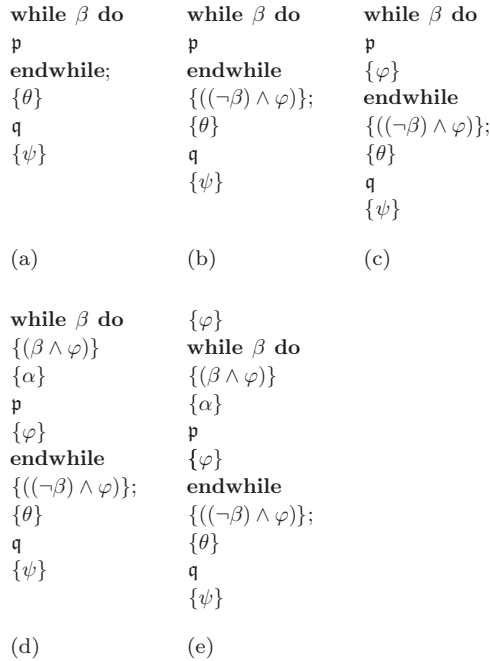 while β do
𝔭
endwhile;
{θ}
𝔮
{ψ}
(a)
while β do
𝔭
endwhile
{((¬β) ∧ φ)};
{θ}
𝔮
{ψ}
(b)
while β do
𝔭
{φ}
endwhile
{((¬β) ∧ φ)};
{θ}
𝔮
{ψ}
(c)
while β do
{(β ∧ φ)}
{α}
𝔭
{φ}
endwhile
{((¬β) ∧ φ)};
{θ}
𝔮
{ψ}
(d)
{φ}
while β do
{(β ∧ φ)}
{α}
𝔭
{φ}
endwhile
{((¬β) ∧ φ)};
{θ}
𝔮
{ψ}
(e)